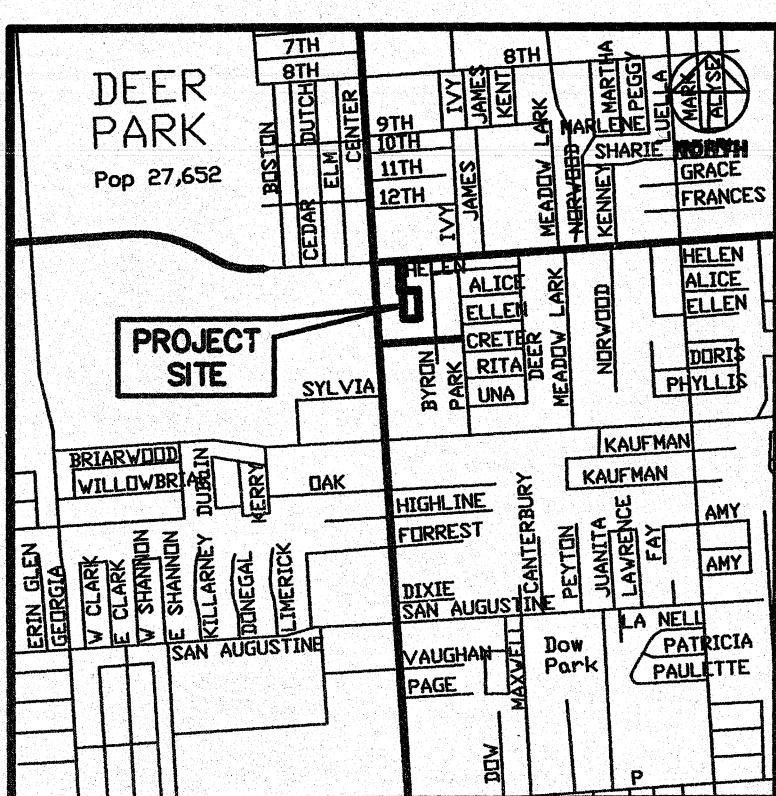 DEER
PARK
Pop 27,652
7TH
8TH
8TH
BOSTON
CEDAR
DUTCH
ELM
CENTER
9TH
10TH
11TH
12TH
IVY
JAMES
KENT
IVY
JAMES
MEADOW LARK
NORWOOD
MARLENE
MARTHA
PEGGY
LUELLA
MARK
ALYSE
SHARIE
KENNEY
GRACE
FRANCES
HELEN
ALICE
ELLEN
CRETE
RITA
UNA
BYRON
PARK
DEER
MEADOW LARK
NORWOOD
HELEN
ALICE
ELLEN
DORIS
PHYLLIS
PROJECT
SITE
SYLVIA
BRIARWOOD
WILLOWBRIAR
DUBLIN
KERRY
OAK
KAUFMAN
KAUFMAN
HIGHLINE
FORREST
DIXIE
SAN AUGUSTINE
CANTERBURY
PEYTON
JUANITA
LAWRENCE
FAY
AMY
AMY
ERIN GLEN
GEORGIA
W CLARK
E CLARK
W SHANNON
E SHANNON
KILLARNEY
DONEGAL
LIMERICK
SAN AUGUSTINE
VAUGHAN
PAGE
MAXWELL
DOW
Dow
Park
LA NELL
PATRICIA
PAULETTE
P